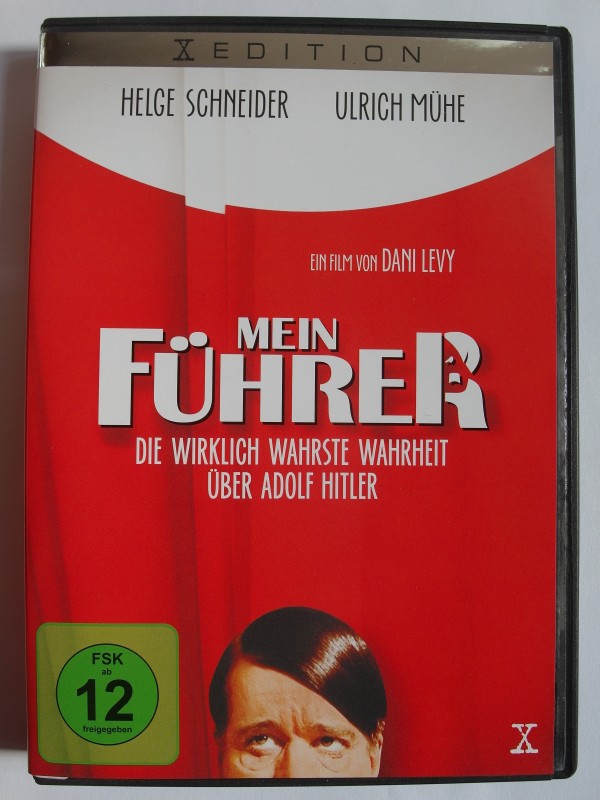 X EDITION
HELGE SCHNEIDER ULRICH MÜHE
EIN FILM VON DANI LEVY
MEIN
FÜHRER
DIE WIRKLICH WAHRSTE WAHRHEIT
ÜBER ADOLF HITLER
FSK
ab
12
freigegeben
X